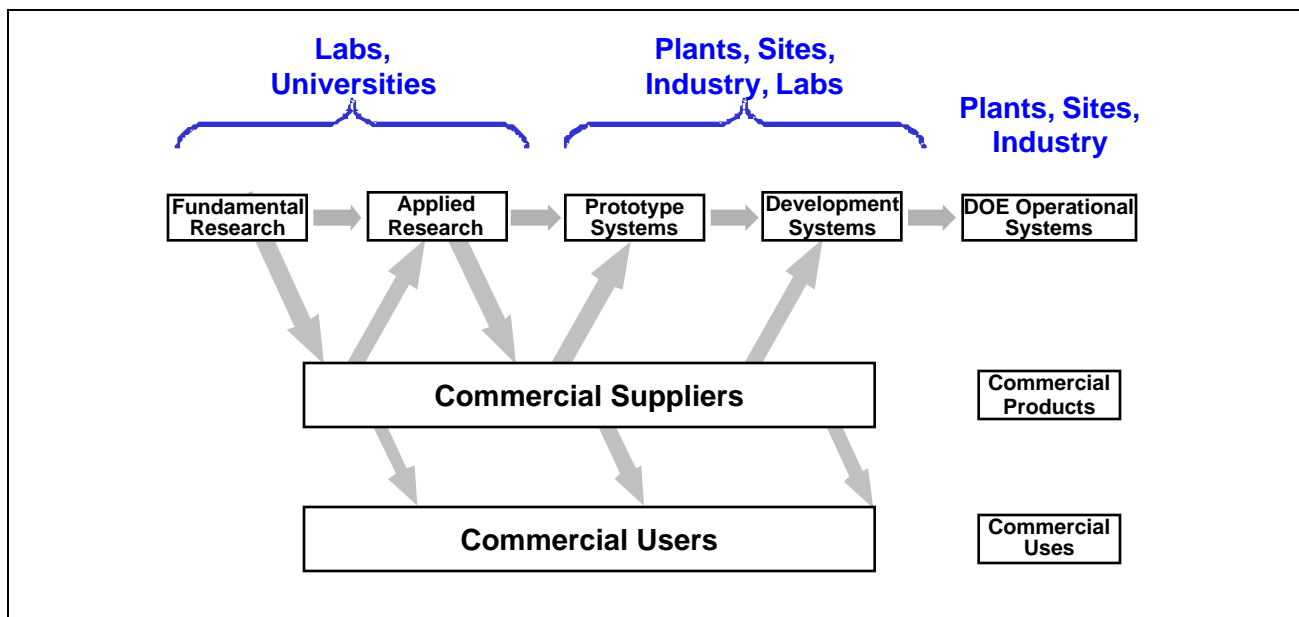 Labs,
Universities
Plants, Sites,
Industry, Labs
Plants, Sites,
Industry
Fundamental
Research
Applied
Research
Prototype
Systems
Development
Systems
DOE Operational
Systems
Commercial Suppliers
Commercial
Products
Commercial Users
Commercial
Uses